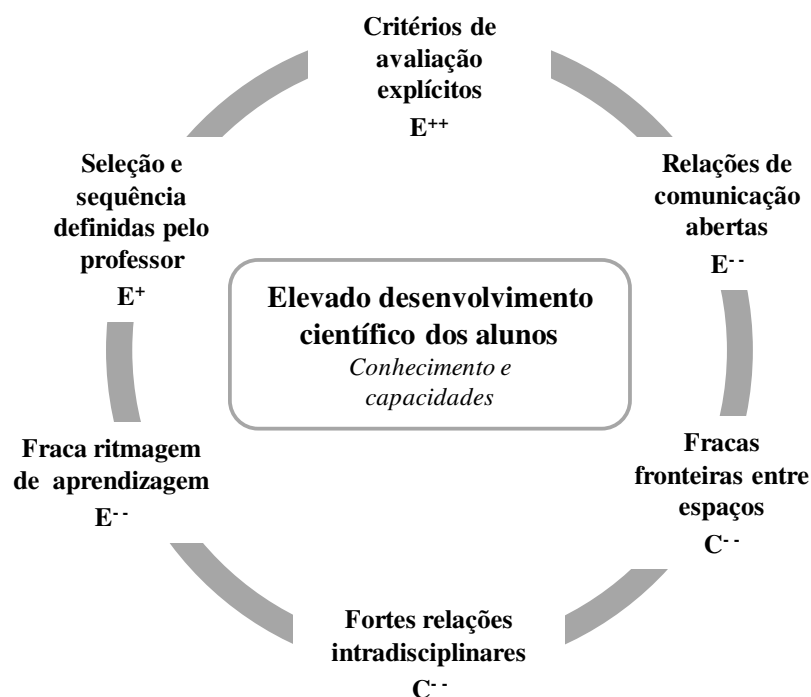 Critérios de
avaliação
explícitos
E⁺⁺
Relações de
comunicação
abertas
E⁻⁻
Fracas
fronteiras entre
espaços
C⁻⁻
Fortes relações
intradisciplinares
C⁻⁻
Fraca ritmagem
de aprendizagem
E⁻⁻
Seleção e
sequência
definidas pelo
professor
E⁺
Elevado desenvolvimento
científico dos alunos
Conhecimento e
capacidades